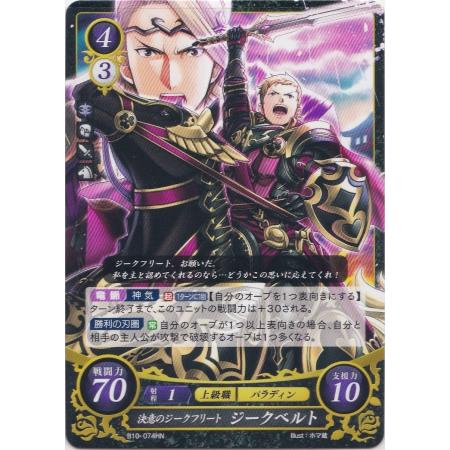 4
3
ジークフリート、お願いだ。
私を主と認めてくれるのなら…どうかこの思いに応えてくれ！
竜脈 神気 起 1ターンに1回 【自分のオーブを1つ表向きにする】
ターン終了まで、このユニットの戦闘力は+30される。
勝利の刃圏 常 自分のオーブが1つ以上表向きの場合、自分と
相手の主人公が攻撃で破壊するオーブは1つ多くなる。
戦闘力 70 射程 1 上級職 パラディン 支援力 10
決意のジークフリート ジークベルト
B10-074HN Illust：ホマ蔵